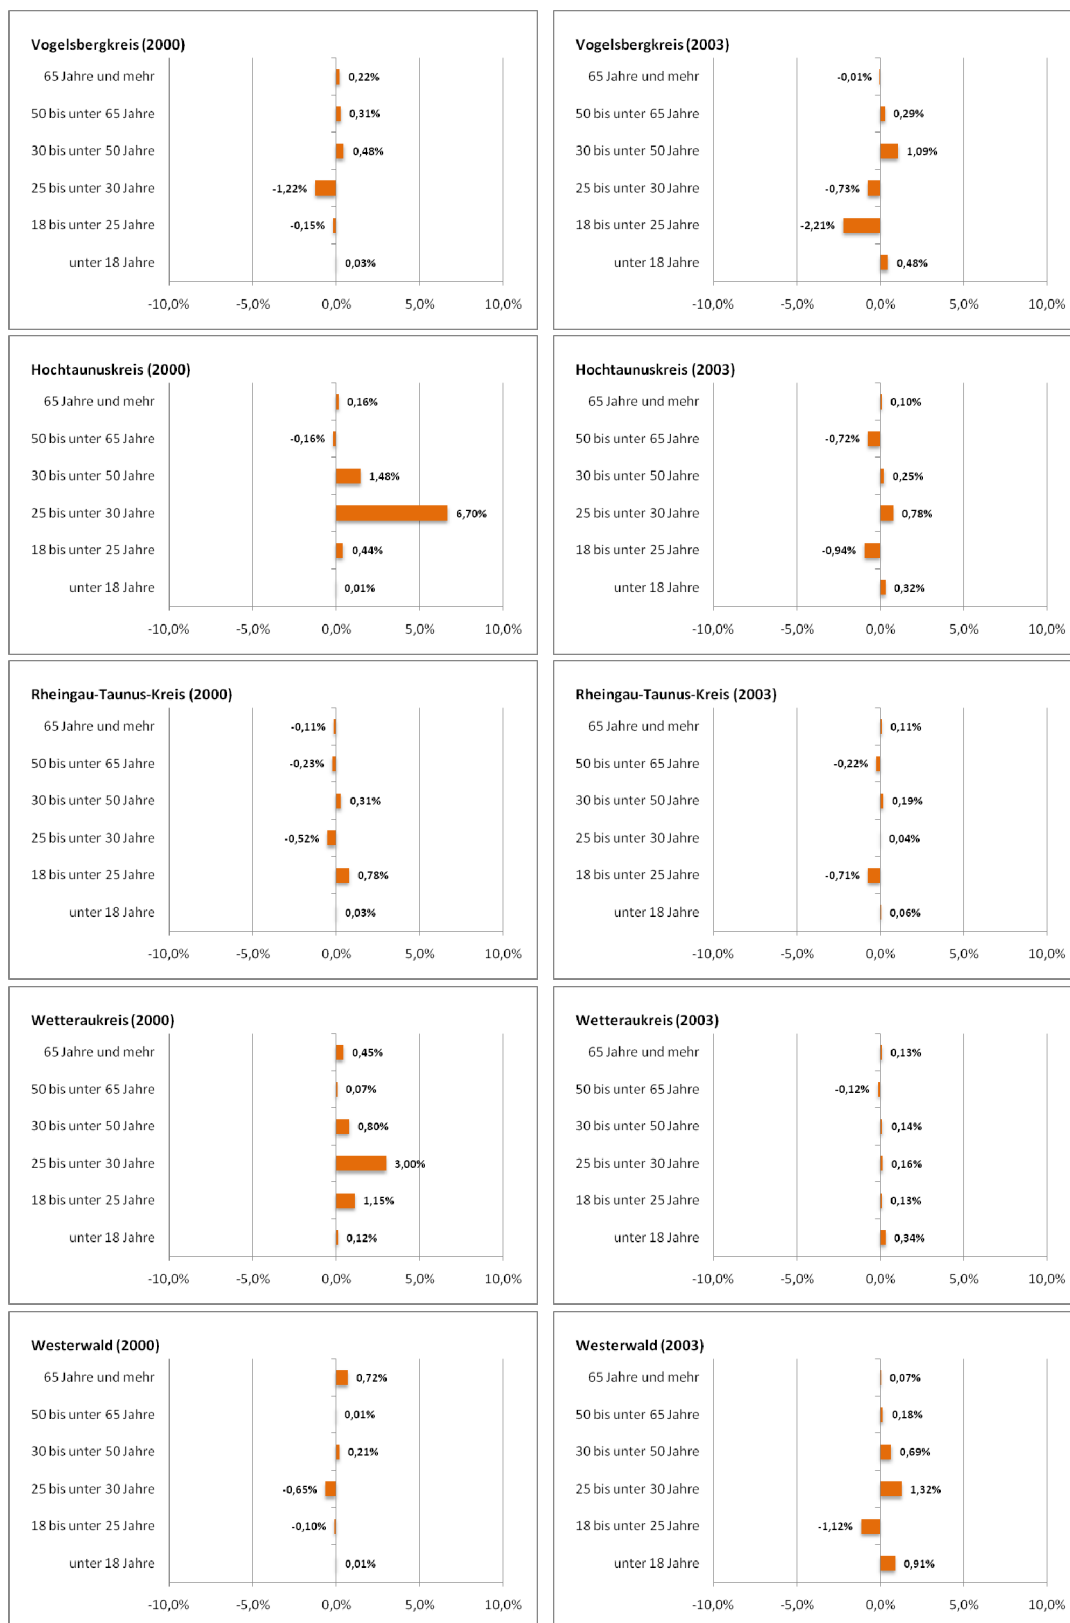 Vogelsbergkreis (2000)
65 Jahre und mehr 0,22%
50 bis unter 65 Jahre 0,31%
30 bis unter 50 Jahre 0,48%
25 bis unter 30 Jahre -1,22%
18 bis unter 25 Jahre -0,15%
unter 18 Jahre 0,03%
-10,0% -5,0% 0,0% 5,0% 10,0%
Vogelsbergkreis (2003)
65 Jahre und mehr -0,01%
50 bis unter 65 Jahre 0,29%
30 bis unter 50 Jahre 1,09%
25 bis unter 30 Jahre -0,73%
18 bis unter 25 Jahre -2,21%
unter 18 Jahre 0,48%
-10,0% -5,0% 0,0% 5,0% 10,0%
Hochtaunuskreis (2000)
65 Jahre und mehr 0,16%
50 bis unter 65 Jahre -0,16%
30 bis unter 50 Jahre 1,48%
25 bis unter 30 Jahre 6,70%
18 bis unter 25 Jahre 0,44%
unter 18 Jahre 0,01%
-10,0% -5,0% 0,0% 5,0% 10,0%
Hochtaunuskreis (2003)
65 Jahre und mehr 0,10%
50 bis unter 65 Jahre -0,72%
30 bis unter 50 Jahre 0,25%
25 bis unter 30 Jahre 0,78%
18 bis unter 25 Jahre -0,94%
unter 18 Jahre 0,32%
-10,0% -5,0% 0,0% 5,0% 10,0%
Rheingau-Taunus-Kreis (2000)
65 Jahre und mehr -0,11%
50 bis unter 65 Jahre -0,23%
30 bis unter 50 Jahre 0,31%
25 bis unter 30 Jahre -0,52%
18 bis unter 25 Jahre 0,78%
unter 18 Jahre 0,03%
-10,0% -5,0% 0,0% 5,0% 10,0%
Rheingau-Taunus-Kreis (2003)
65 Jahre und mehr 0,11%
50 bis unter 65 Jahre -0,22%
30 bis unter 50 Jahre 0,19%
25 bis unter 30 Jahre 0,04%
18 bis unter 25 Jahre -0,71%
unter 18 Jahre 0,06%
-10,0% -5,0% 0,0% 5,0% 10,0%
Wetteraukreis (2000)
65 Jahre und mehr 0,45%
50 bis unter 65 Jahre 0,07%
30 bis unter 50 Jahre 0,80%
25 bis unter 30 Jahre 3,00%
18 bis unter 25 Jahre 1,15%
unter 18 Jahre 0,12%
-10,0% -5,0% 0,0% 5,0% 10,0%
Wetteraukreis (2003)
65 Jahre und mehr 0,13%
50 bis unter 65 Jahre -0,12%
30 bis unter 50 Jahre 0,14%
25 bis unter 30 Jahre 0,16%
18 bis unter 25 Jahre 0,13%
unter 18 Jahre 0,34%
-10,0% -5,0% 0,0% 5,0% 10,0%
Westerwald (2000)
65 Jahre und mehr 0,72%
50 bis unter 65 Jahre 0,01%
30 bis unter 50 Jahre 0,21%
25 bis unter 30 Jahre -0,65%
18 bis unter 25 Jahre -0,10%
unter 18 Jahre 0,01%
-10,0% -5,0% 0,0% 5,0% 10,0%
Westerwald (2003)
65 Jahre und mehr 0,07%
50 bis unter 65 Jahre 0,18%
30 bis unter 50 Jahre 0,69%
25 bis unter 30 Jahre 1,32%
18 bis unter 25 Jahre -1,12%
unter 18 Jahre 0,91%
-10,0% -5,0% 0,0% 5,0% 10,0%